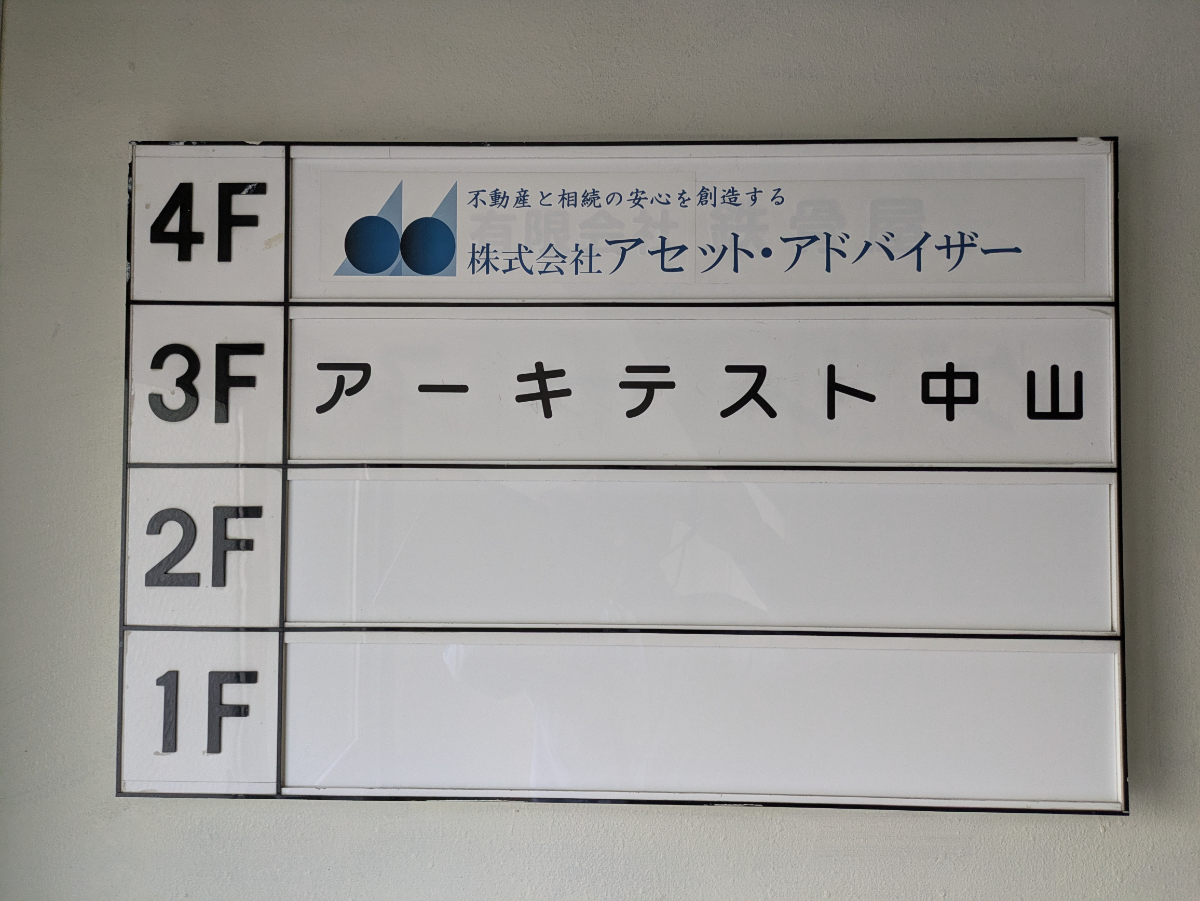 4F
不動産と相続の安心を創造する
株式会社アセット・アドバイザー
3F
アーキテスト中山
2F
1F